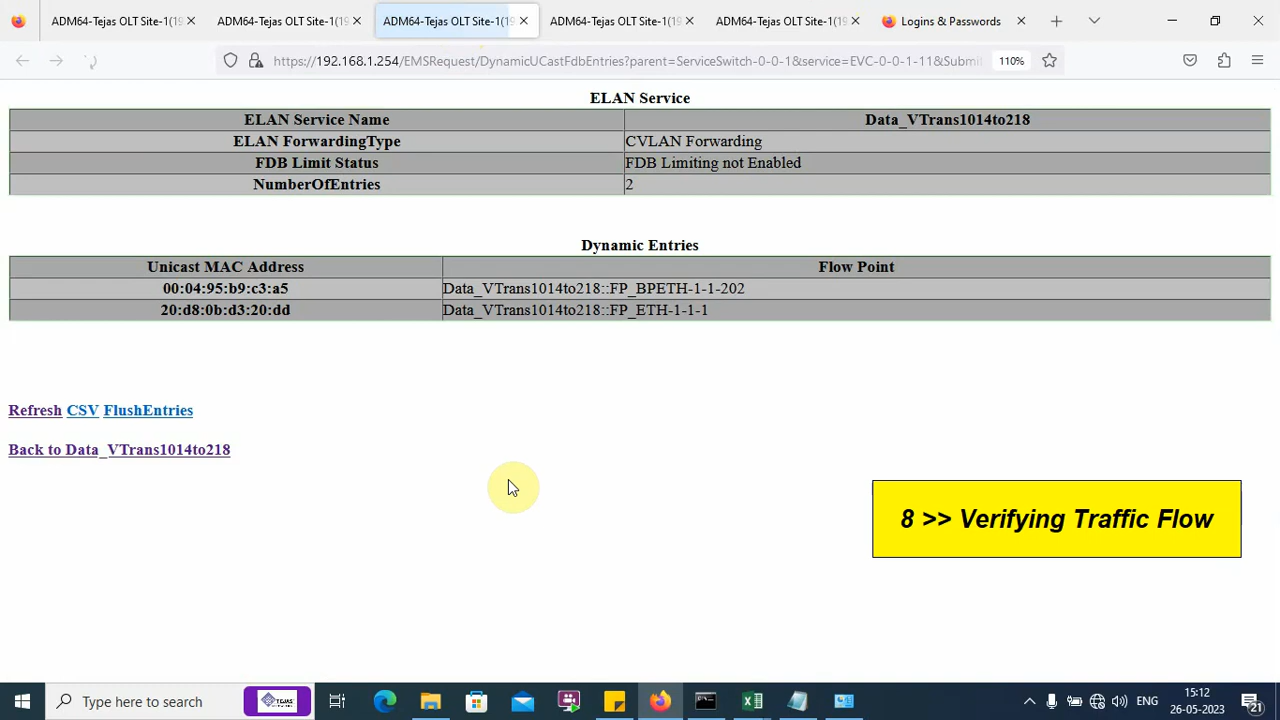 ADM64-Tejas OLT Site-1(19
ADM64-Tejas OLT Site-1(19
ADM64-Tejas OLT Site-1(19
ADM64-Tejas OLT Site-1(19
ADM64-Tejas OLT Site-1(19
Logins & Passwords
https://192.168.1.254/EMSRequest/DynamicUCastFdbEntries?parent=ServiceSwitch-0-0-1&service=EVC-0-0-1-11&Submi
110%
ELAN Service
ELAN Service Name Data_VTrans1014to218
ELAN ForwardingType CVLAN Forwarding
FDB Limit Status FDB Limiting not Enabled
NumberOfEntries 2
Dynamic Entries
Unicast MAC Address Flow Point
00:04:95:b9:c3:a5 Data_VTrans1014to218::FP_BPETH-1-1-202
20:d8:0b:d3:20:dd Data_VTrans1014to218::FP_ETH-1-1-1
Refresh CSV FlushEntries
Back to Data_VTrans1014to218
8 >> Verifying Traffic Flow
Type here to search
ENG
15:12
26-05-2023
21